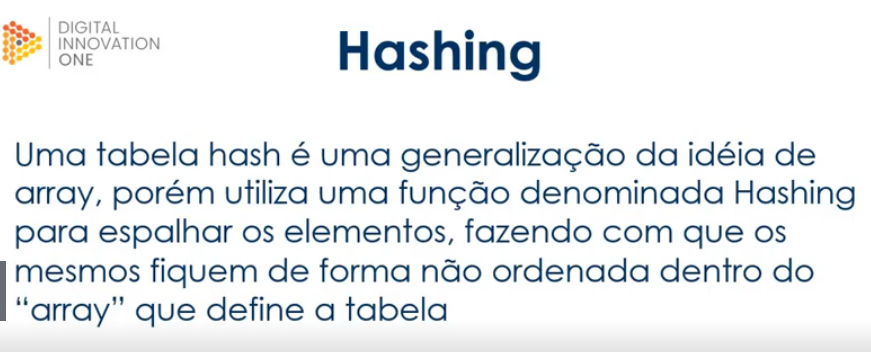 DIGITAL
INNOVATION
ONE
Hashing
Uma tabela hash é uma generalização da idéia de
array, porém utiliza uma função denominada Hashing
para espalhar os elementos, fazendo com que os
mesmos fiquem de forma não ordenada dentro do
“array” que define a tabela